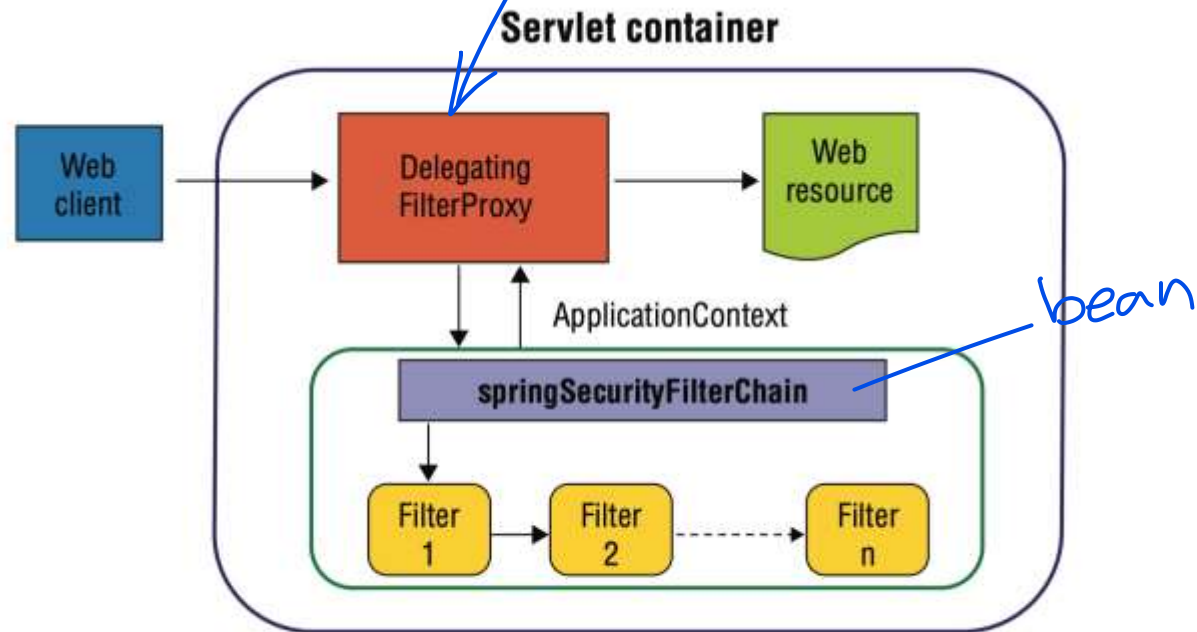 Servlet container
Web
client
Delegating
FilterProxy
Web
resource
ApplicationContext
bean
springSecurityFilterChain
Filter
1
Filter
2
Filter
n